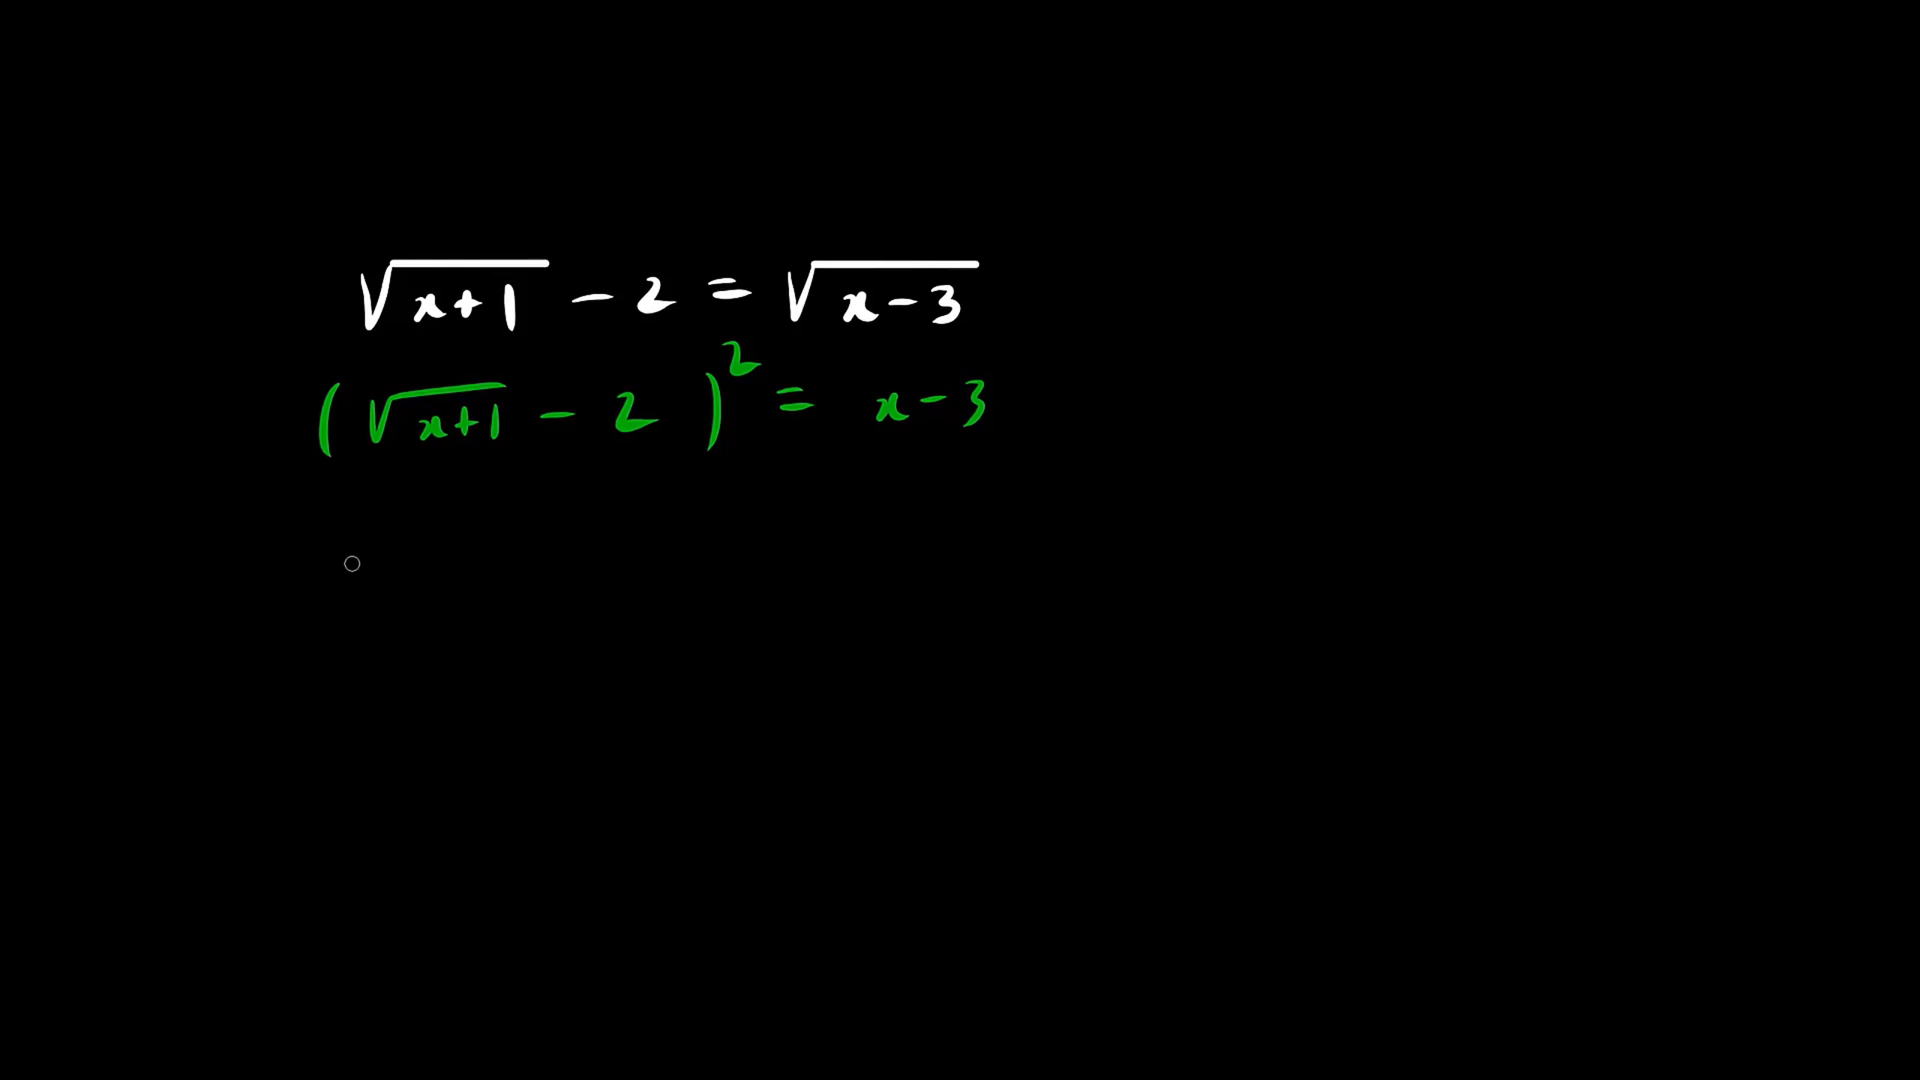 √(x+1) - 2 = √(x-3)
(√(x+1) - 2)² = x-3